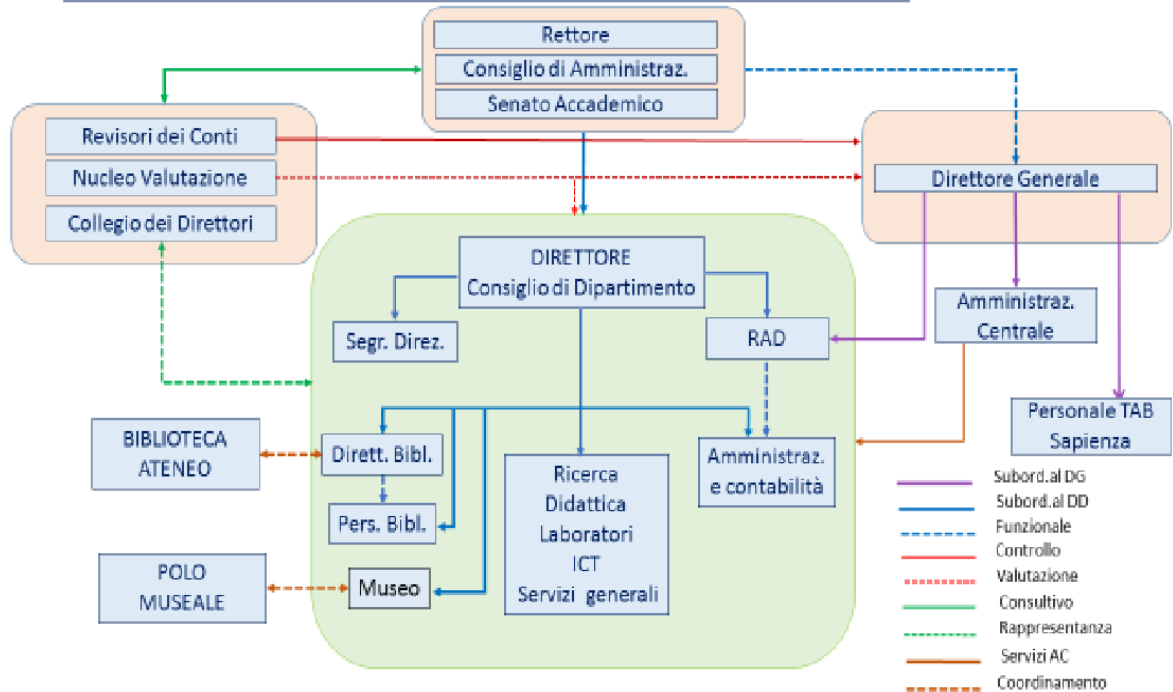 Rettore
Consiglio di Amministraz.
Senato Accademico
Revisori dei Conti
Nucleo Valutazione
Collegio dei Direttori
Direttore Generale
DIRETTORE
Consiglio di Dipartimento
Segr. Direz.
RAD
Amministraz.
Centrale
Personale TAB
Sapienza
BIBLIOTECA
ATENEO
Dirett. Bibl.
Pers. Bibl.
Ricerca
Didattica
Laboratori
ICT
Servizi generali
Amministraz.
e contabilità
POLO
MUSEALE
Museo
Subord.al DG
Subord.al DD
Funzionale
Controllo
Valutazione
Consultivo
Rappresentanza
Servizi AC
Coordinamento